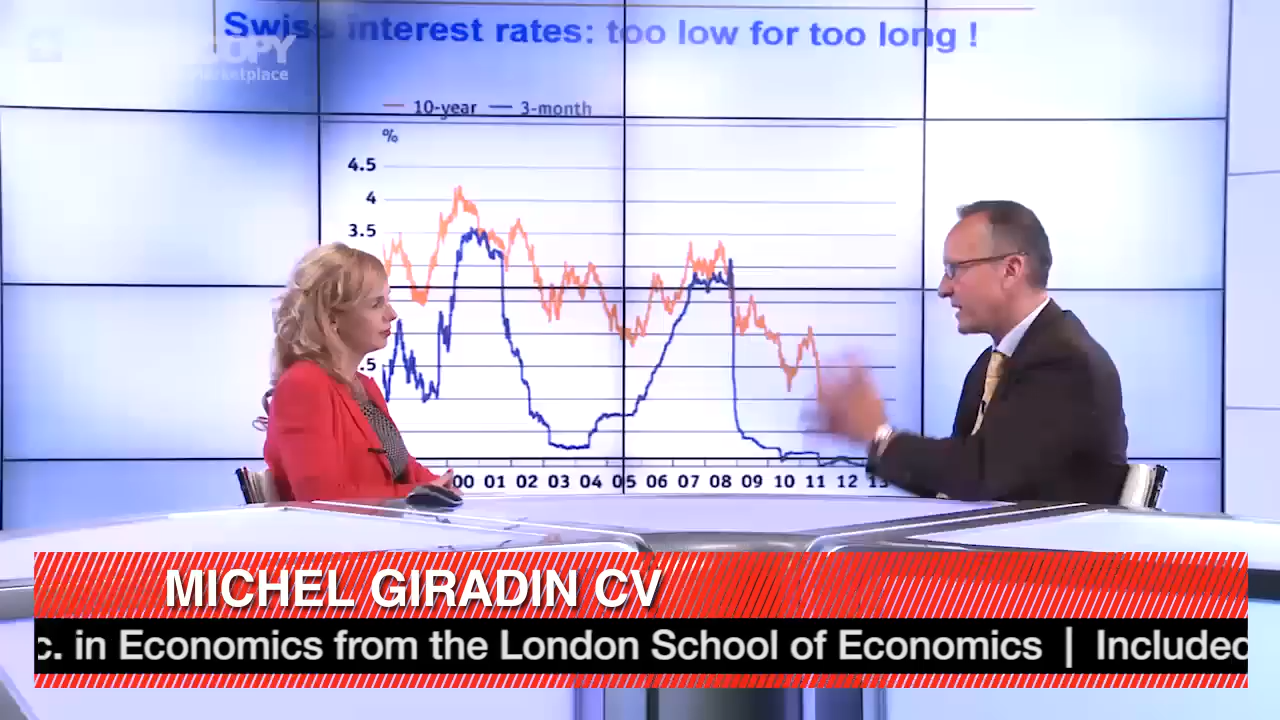 Swiss interest rates: too low for too long !
OPY
marketplace
10-year 3-month
%
4.5
4
3.5
.5
00 01 02 03 04 05 06 07 08 09 10 11 12 13
MICHEL GIRADIN CV
c. in Economics from the London School of Economics | Included